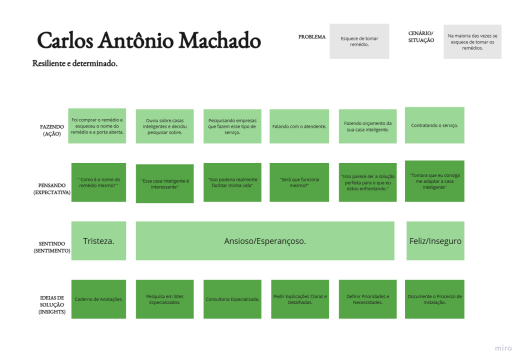 Carlos Antônio Machado
Resiliente e determinado.
PROBLEMA
Esquece de tomar
remédio.
CENÁRIO/
SITUAÇÃO
Na maioria das vezes se
esquece de tomar os
remédios.
FAZENDO
(AÇÃO)
Foi comprar o remédio e
esqueceu o nome do
remédio e a porta aberta.
Ouviu sobre casas
inteligentes e decidiu
pesquisar sobre.
Pesquisando empresas
que fazem esse tipo de
serviço.
Falando com o atendente.
Fazendo orçamento da
sua casa inteligente.
Contratando o serviço.
PENSANDO
(EXPECTATIVA)
"Como é o nome do
remédio mesmo?"
"Essa casa inteligente é
interessante"
"Isso poderia realmente
facilitar minha vida"
"Será que funciona
mesmo?"
"Isso parece ser a solução
perfeita para o que eu
estou enfrentando."
"Tomara que eu consiga
me adaptar a casa
inteligente"
SENTINDO
(SENTIMENTO)
Tristeza.
Ansioso/Esperançoso.
Feliz/Inseguro
IDEIAS DE
SOLUÇÃO
(INSIGHTS)
Caderno de Anotações.
Pesquisa em Sites
Especializados.
Consultoria Especializada.
Pedir Explicações Claras e
Detalhadas.
Definir Prioridades e
Necessidades.
Documente o Processo de
Instalação.
miro